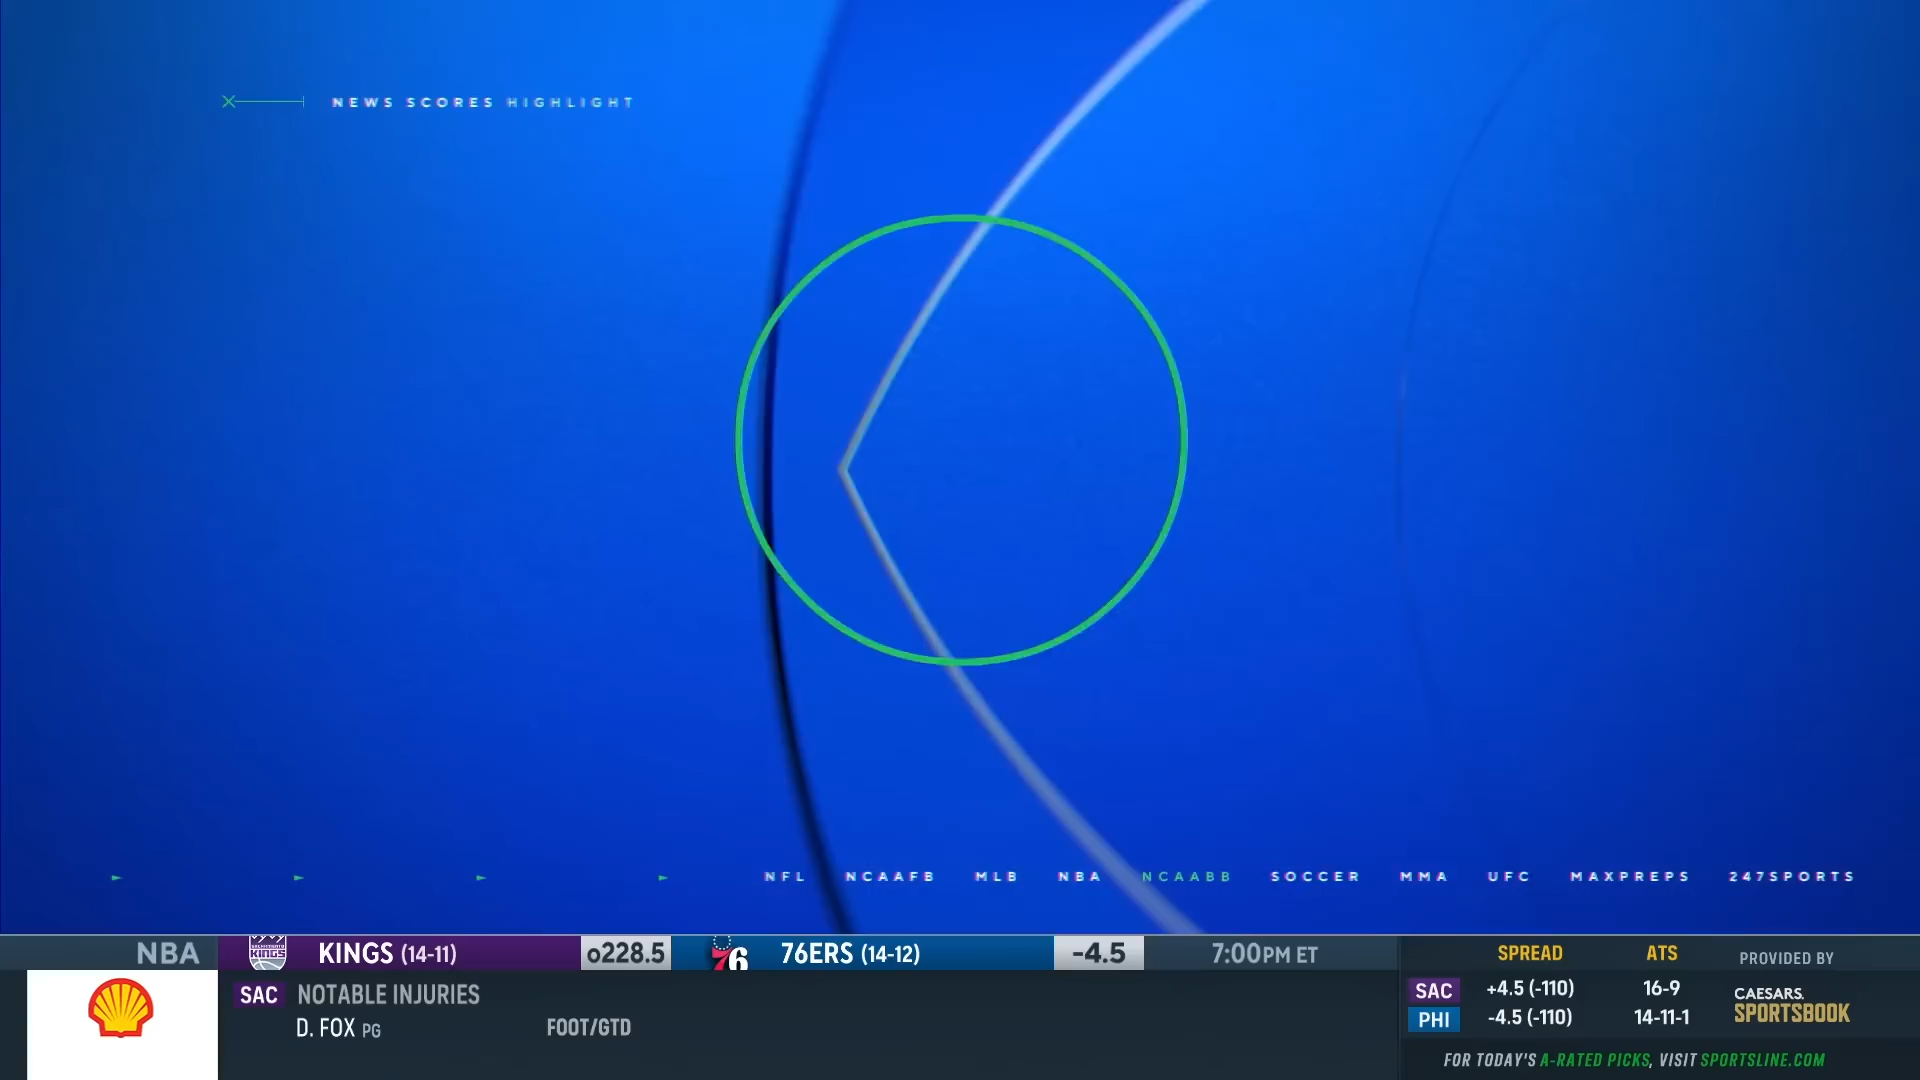 NEWS SCORES HIGHLIGHT
NFL NCAAFB MLB NBA NCAABB SOCCER MMA UFC MAXPREPS 247SPORTS
NBA KINGS (14-11) o228.5 76 76ERS (14-12) -4.5 7:00PM ET
SACRAMENTO KINGS
SAC NOTABLE INJURIES
D. FOX PG FOOT/GTD
SPREAD ATS PROVIDED BY
SAC +4.5 (-110) 16-9
PHI -4.5 (-110) 14-11-1
CAESARS
SPORTSBOOK
FOR TODAY'S A-RATED PICKS, VISIT SPORTSLINE.COM